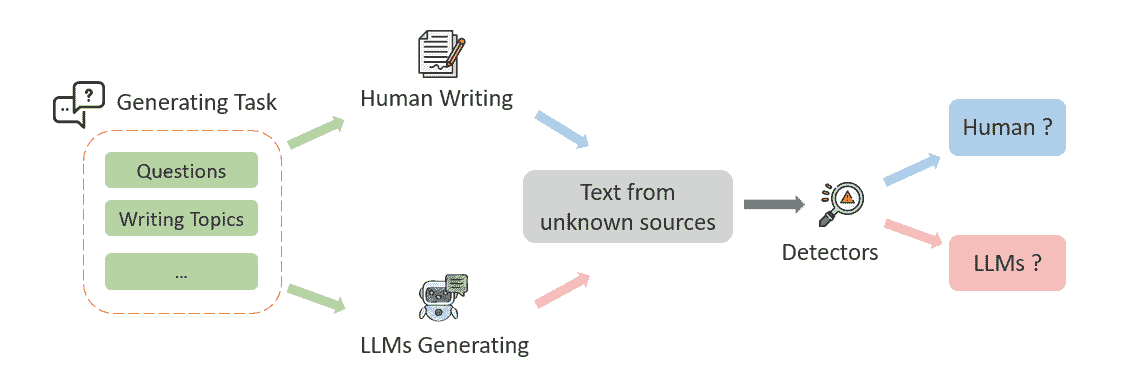 Generating Task
Questions
Writing Topics
...
Human Writing
LLMs Generating
Text from
unknown sources
Detectors
Human ?
LLMs ?